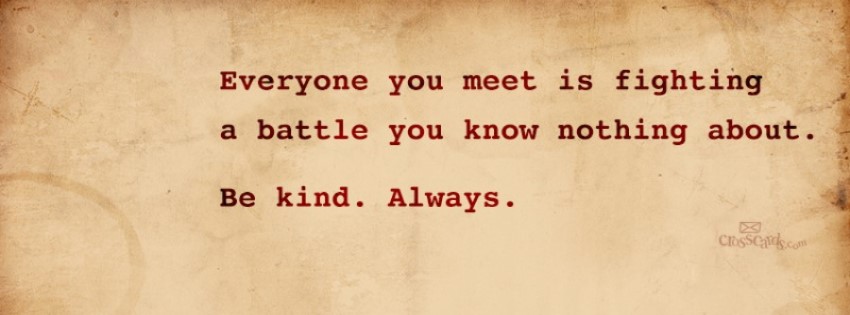 Everyone you meet is fighting
a battle you know nothing about.
Be kind. Always.
crosscards.com